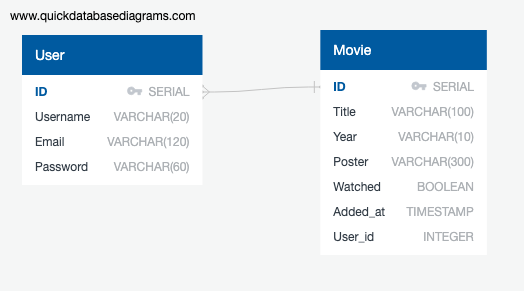 www.quickdatabasediagrams.com
User
ID SERIAL
Username VARCHAR(20)
Email VARCHAR(120)
Password VARCHAR(60)
Movie
ID SERIAL
Title VARCHAR(100)
Year VARCHAR(10)
Poster VARCHAR(300)
Watched BOOLEAN
Added_at TIMESTAMP
User_id INTEGER